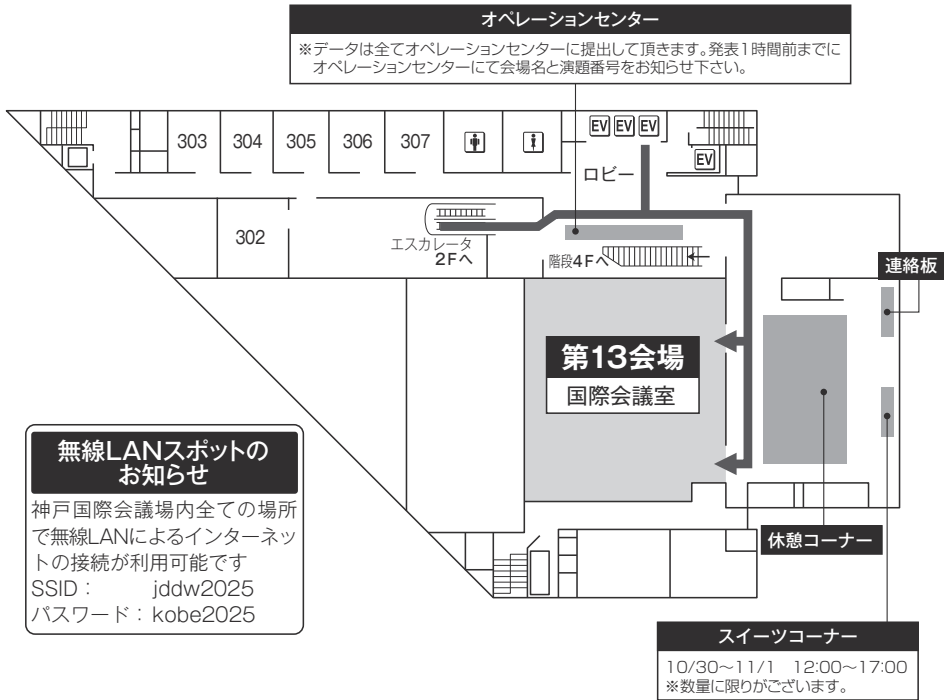 オペレーションセンター
※データは全てオペレーションセンターに提出して頂きます。発表1時間前までに
オペレーションセンターにて会場名と演題番号をお知らせ下さい。
303
304
305
306
307
EV
EV
EV
EV
ロビー
302
エスカレータ
2Fへ
階段4Fへ
連絡板
第13会場
国際会議室
無線LANスポットの
お知らせ
神戸国際会議場内全ての場所
で無線LANによるインターネッ
トの接続が利用可能です
SSID： jddw2025
パスワード：kobe2025
休憩コーナー
スイーツコーナー
10/30～11/1 12:00～17:00
※数量に限りがございます。